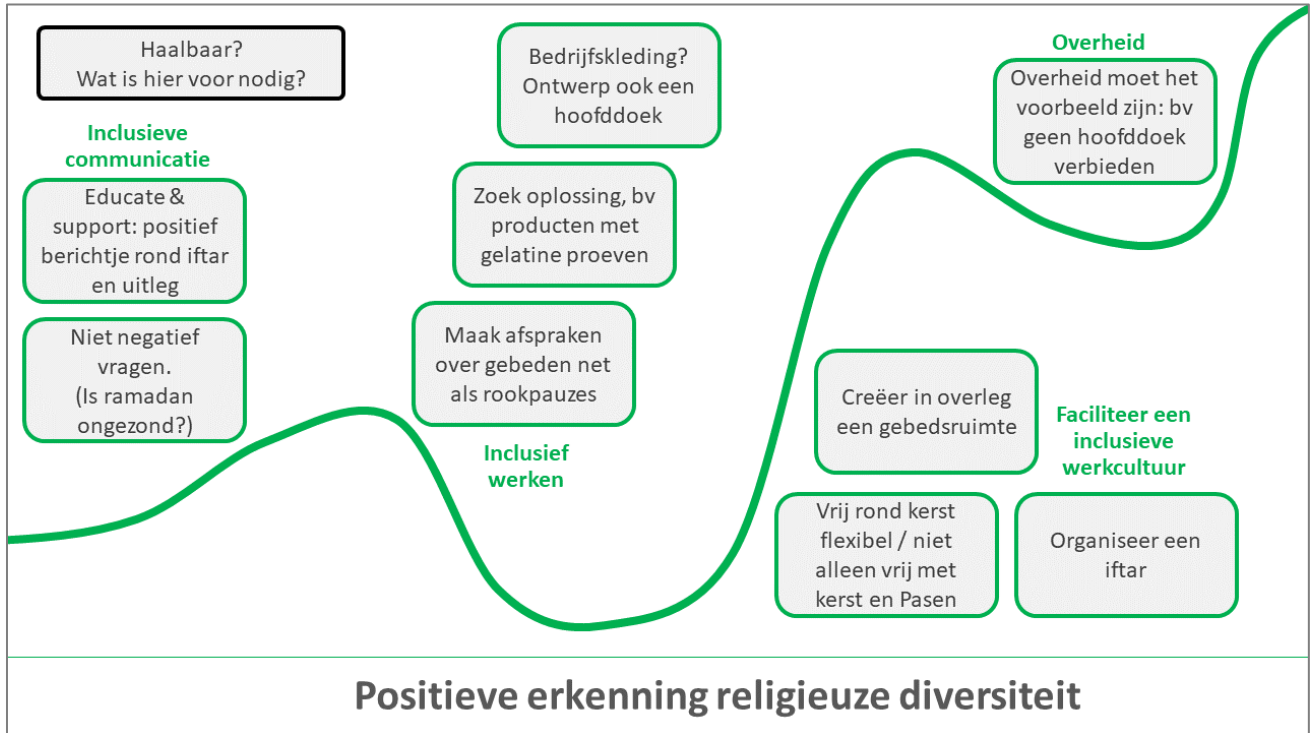 Haalbaar?
Wat is hier voor nodig?
Inclusieve
communicatie
Educate &
support: positief
berichtje rond iftar
en uitleg
Niet negatief
vragen.
(Is ramadan
ongezond?)
Bedrijfskleding?
Ontwerp ook een
hoofddoek
Zoek oplossing, bv
producten met
gelatine proeven
Maak afspraken
over gebeden net
als rookpauzes
Inclusief
werken
Overheid
Overheid moet het
voorbeeld zijn: bv
geen hoofddoek
verbieden
Creëer in overleg
een gebedsruimte
Faciliteer een
inclusieve
werkcultuur
Vrij rond kerst
flexibel / niet
alleen vrij met
kerst en Pasen
Organiseer een
iftar
Positieve erkenning religieuze diversiteit